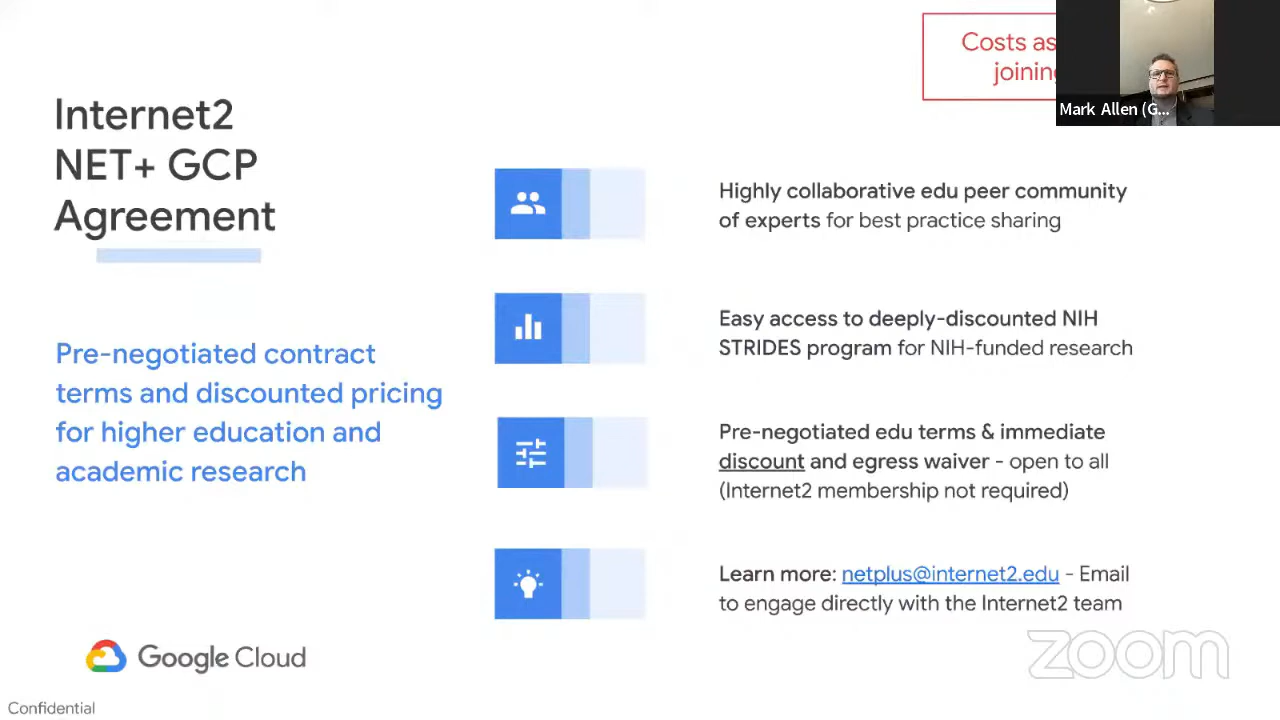 Costs as
joining
Mark Allen (G...
Internet2
NET+ GCP
Agreement
Pre-negotiated contract
terms and discounted pricing
for higher education and
academic research
Highly collaborative edu peer community
of experts for best practice sharing
Easy access to deeply-discounted NIH
STRIDES program for NIH-funded research
Pre-negotiated edu terms & immediate
discount and egress waiver - open to all
(Internet2 membership not required)
Learn more: netplus@internet2.edu - Email
to engage directly with the Internet2 team
Google Cloud
zoom
Confidential